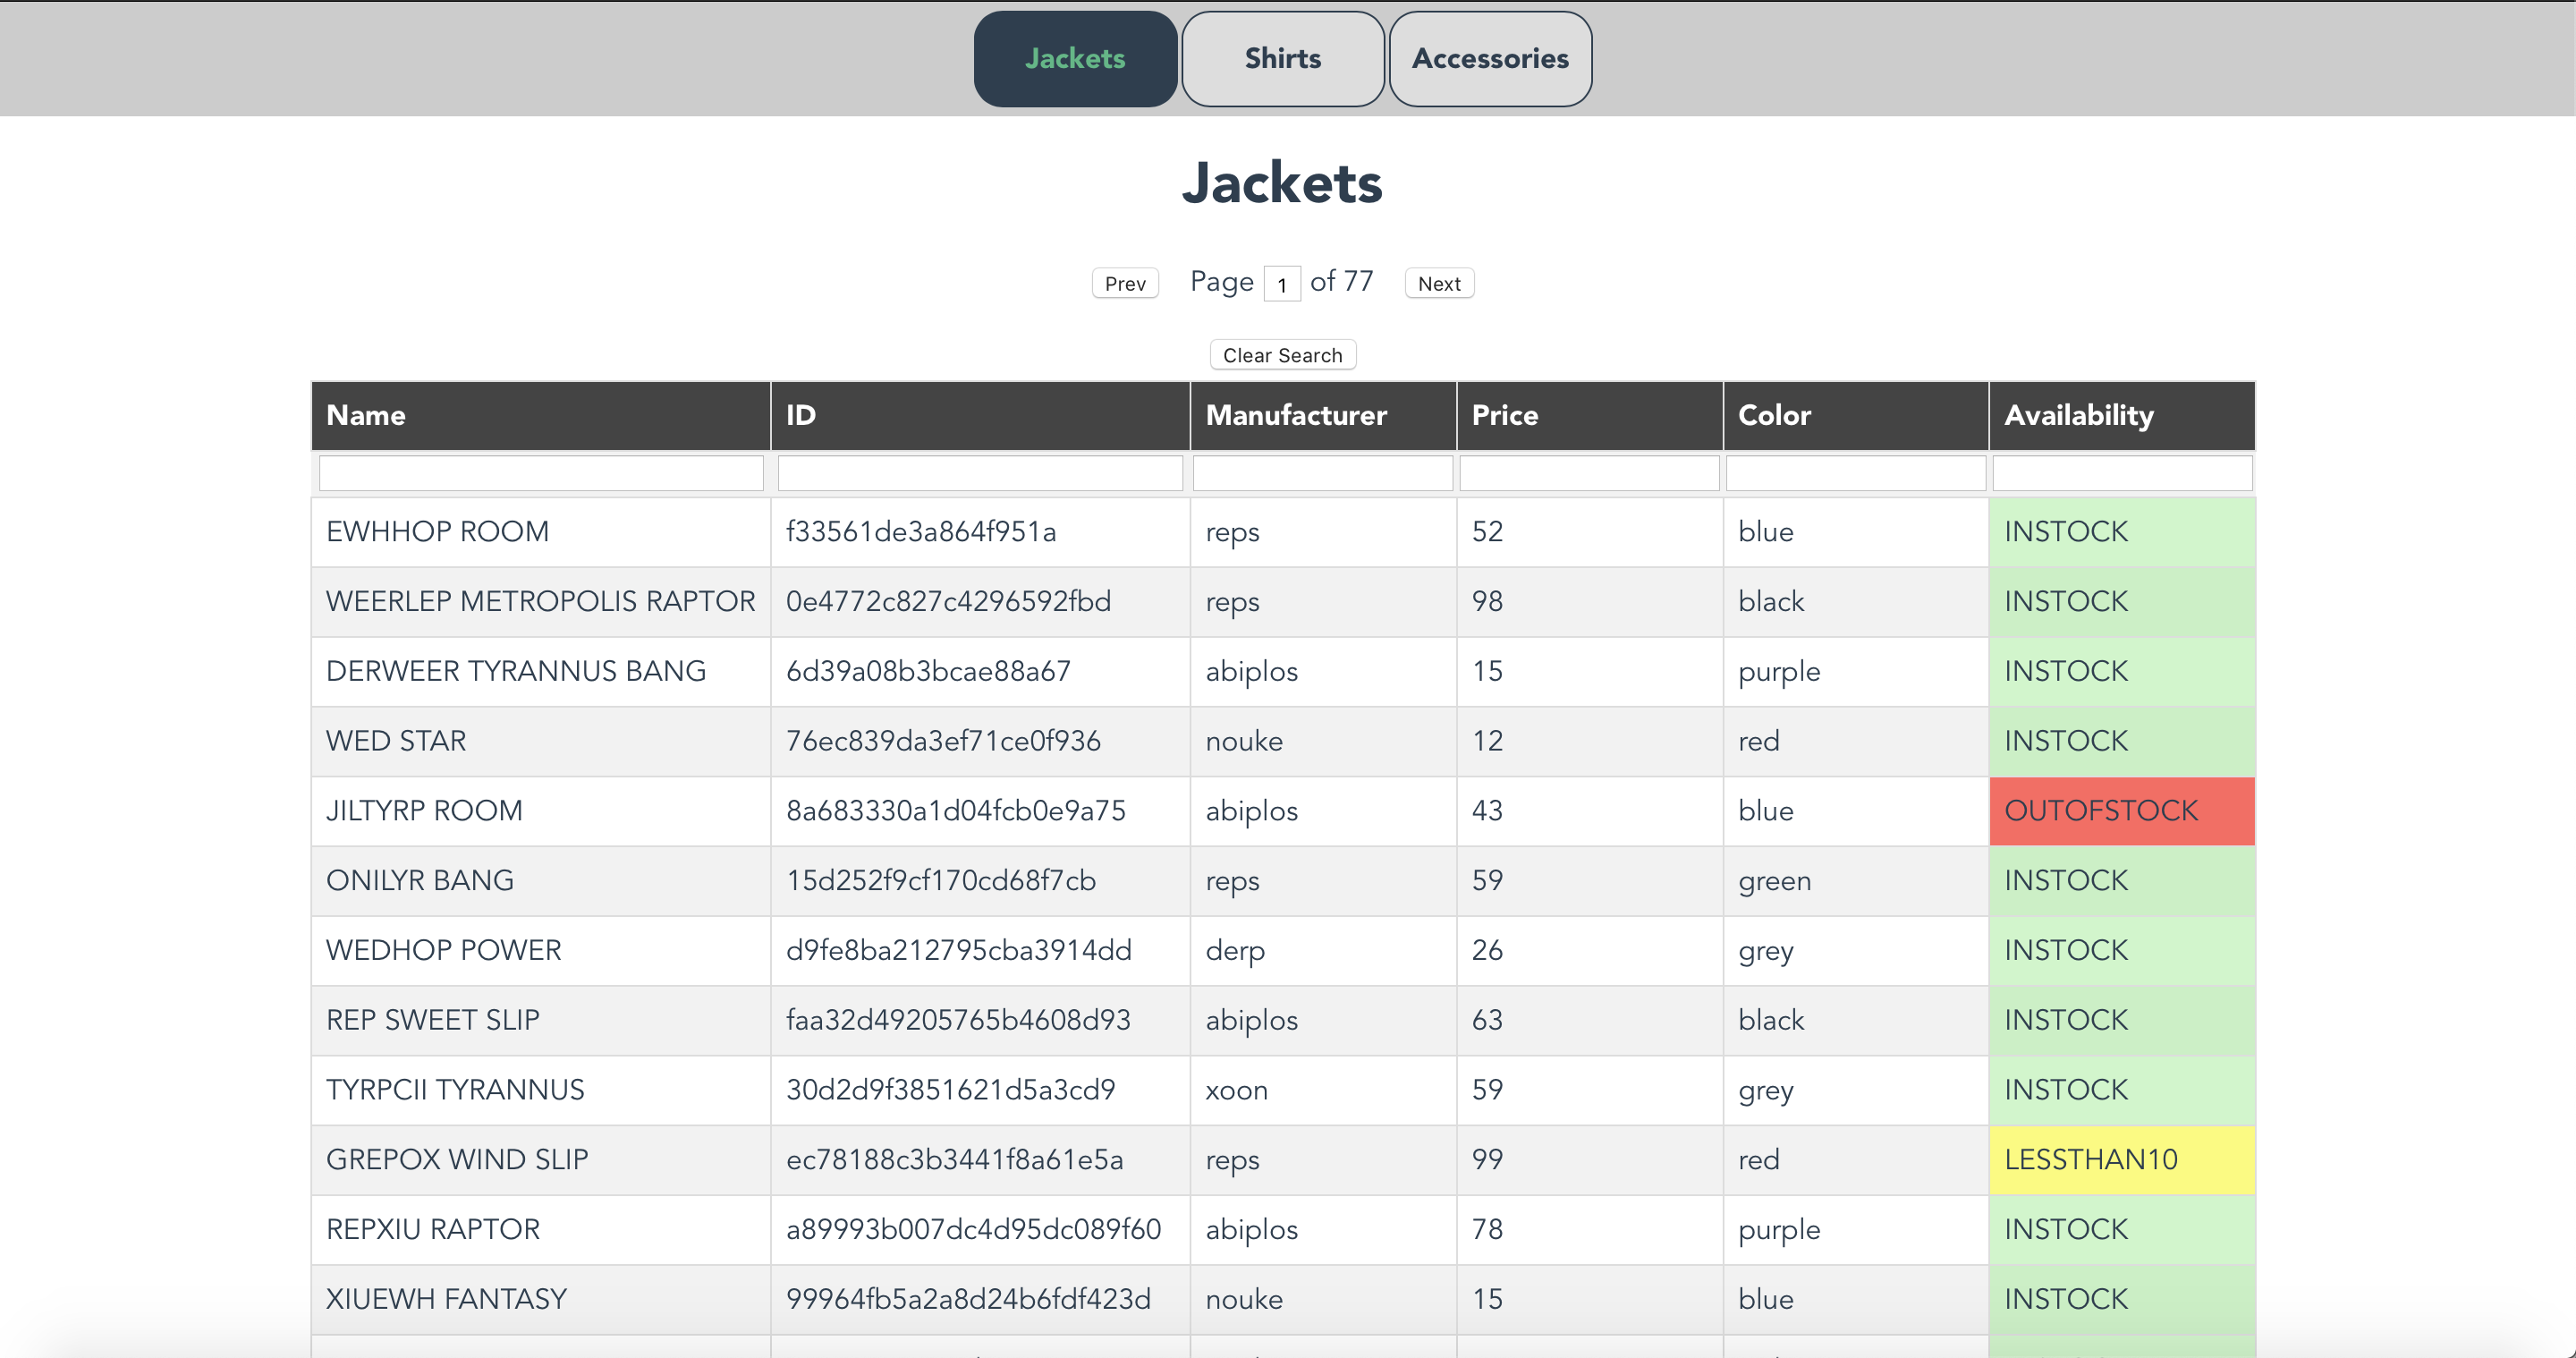 Jackets Shirts Accessories
Jackets
Prev Page 1 of 77 Next
Clear Search
Name ID Manufacturer Price Color Availability
EWHHOP ROOM f33561de3a864f951a reps 52 blue INSTOCK
WEERLEP METROPOLIS RAPTOR 0e4772c827c4296592fbd reps 98 black INSTOCK
DERWEER TYRANNUS BANG 6d39a08b3bcae88a67 abiplos 15 purple INSTOCK
WED STAR 76ec839da3ef71ce0f936 nouke 12 red INSTOCK
JILTYRP ROOM 8a683330a1d04fcb0e9a75 abiplos 43 blue OUTOFSTOCK
ONILYR BANG 15d252f9cf170cd68f7cb reps 59 green INSTOCK
WEDHOP POWER d9fe8ba212795cba3914dd derp 26 grey INSTOCK
REP SWEET SLIP faa32d49205765b4608d93 abiplos 63 black INSTOCK
TYRPCII TYRANNUS 30d2d9f3851621d5a3cd9 xoon 59 grey INSTOCK
GREPOX WIND SLIP ec78188c3b3441f8a61e5a reps 99 red LESSTHAN10
REPXIU RAPTOR a89993b007dc4d95dc089f60 abiplos 78 purple INSTOCK
XIUEWH FANTASY 99964fb5a2a8d24b6fdf423d nouke 15 blue INSTOCK